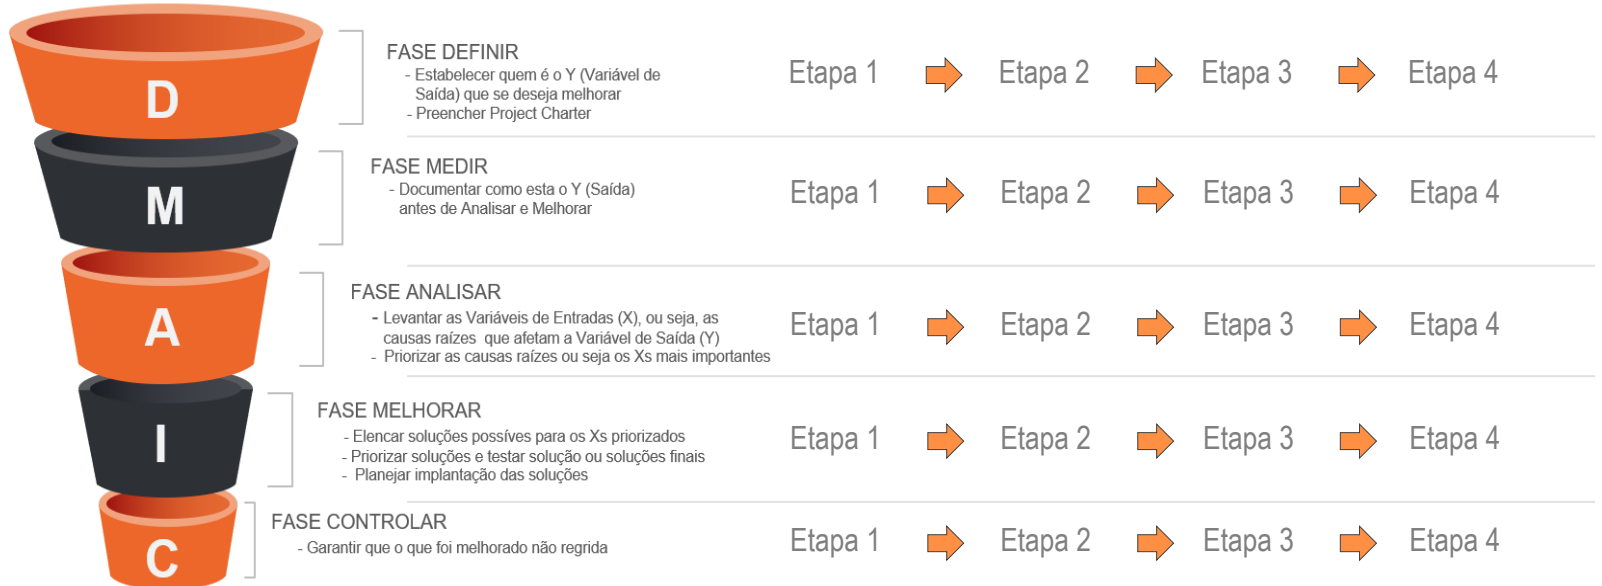 D
FASE DEFINIR
- Estabelecer quem é o Y (Variável de
Saída) que se deseja melhorar
- Preencher Project Charter
Etapa 1 Etapa 2 Etapa 3 Etapa 4
M
FASE MEDIR
- Documentar como esta o Y (Saída)
antes de Analisar e Melhorar
Etapa 1 Etapa 2 Etapa 3 Etapa 4
A
FASE ANALISAR
- Levantar as Variáveis de Entradas (X), ou seja, as
causas raízes que afetam a Variável de Saída (Y)
- Priorizar as causas raízes ou seja os Xs mais importantes
Etapa 1 Etapa 2 Etapa 3 Etapa 4
I
FASE MELHORAR
- Elencar soluções possíves para os Xs priorizados
- Priorizar soluções e testar solução ou soluções finais
- Planejar implantação das soluções
Etapa 1 Etapa 2 Etapa 3 Etapa 4
C
FASE CONTROLAR
- Garantir que o que foi melhorado não regrida
Etapa 1 Etapa 2 Etapa 3 Etapa 4